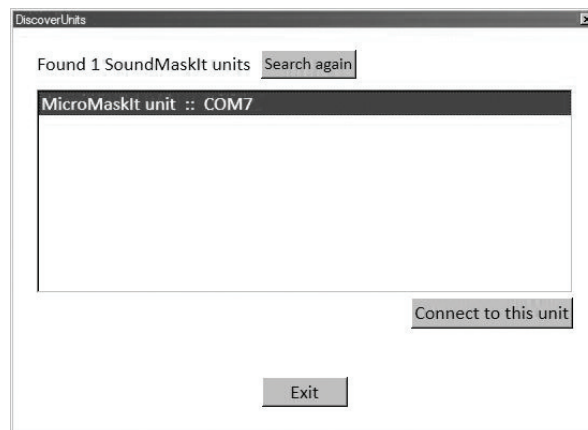 DiscoverUnits
Found 1 SoundMaskIt units Search again
MicroMaskIt unit :: COM7
Connect to this unit
Exit